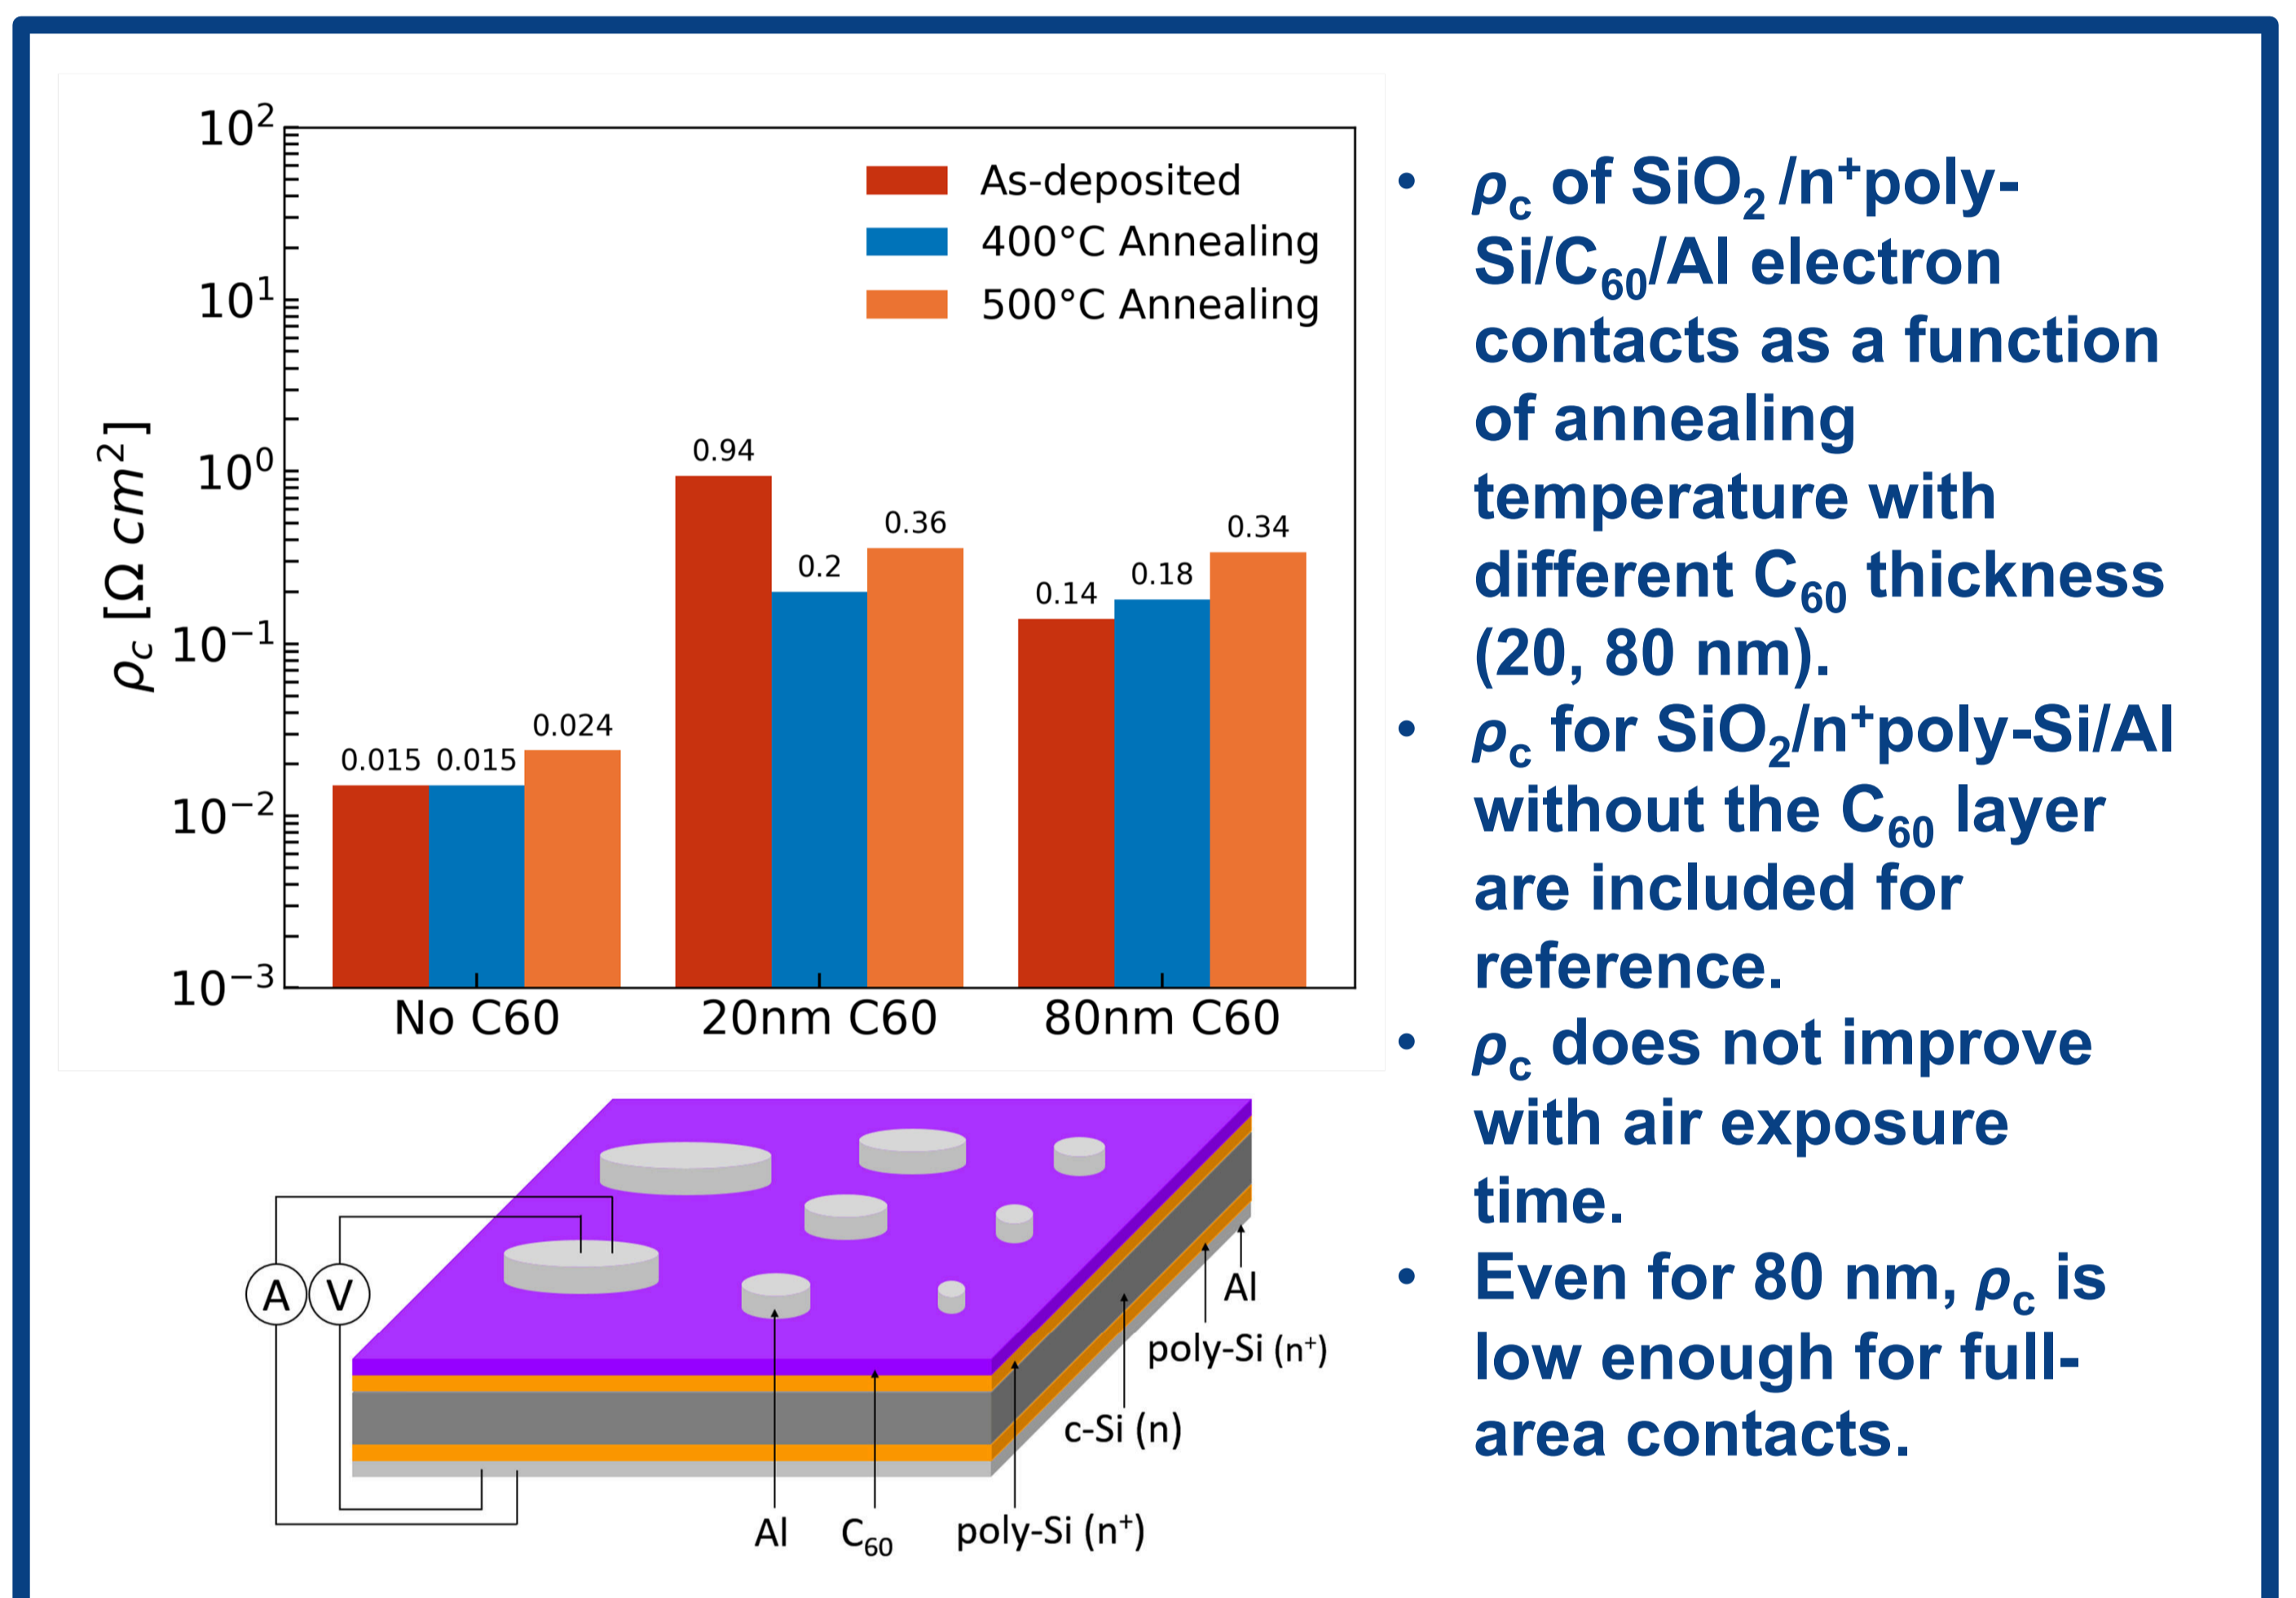 10²
10¹
10⁰
10⁻¹
10⁻²
10⁻³
ρc [Ω cm²]
As-deposited
400°C Annealing
500°C Annealing
0.015 0.015 0.024
0.94 0.2 0.36
0.14 0.18 0.34
No C60 20nm C60 80nm C60
A V
Al
poly-Si (n⁺)
c-Si (n)
Al C₆₀ poly-Si (n⁺)
• ρc of SiO₂ /n⁺poly-
Si/C₆₀/Al electron
contacts as a function
of annealing
temperature with
different C₆₀ thickness
(20, 80 nm).
• ρc for SiO₂/n⁺poly-Si/Al
without the C₆₀ layer
are included for
reference.
• ρc does not improve
with air exposure
time.
• Even for 80 nm, ρc is
low enough for full-
area contacts.